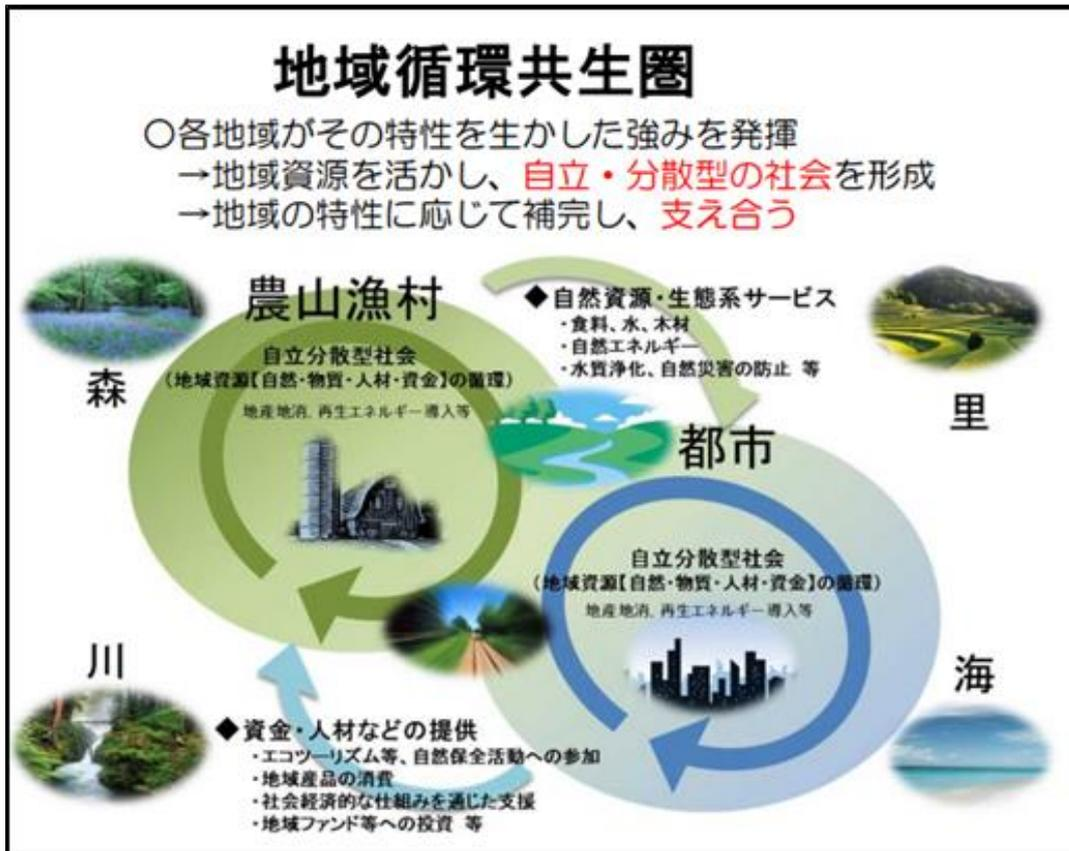 地域循環共生圏
○各地域がその特性を生かした強みを発揮
→地域資源を活かし、自立・分散型の社会を形成
→地域の特性に応じて補完し、支え合う
農山漁村
自立分散型社会
(地域資源【自然・物質・人材・資金】の循環)
地産地消、再生エネルギー導入等
森
◆自然資源・生態系サービス
・食料、水、木材
・自然エネルギー
・水質浄化、自然災害の防止 等
里
都市
自立分散型社会
(地域資源【自然・物質・人材・資金】の循環)
地産地消、再生エネルギー導入等
川
海
◆資金・人材などの提供
・エコツーリズム等、自然保全活動への参加
・地域産品の消費
・社会経済的な仕組みを通じた支援
・地域ファンド等への投資 等